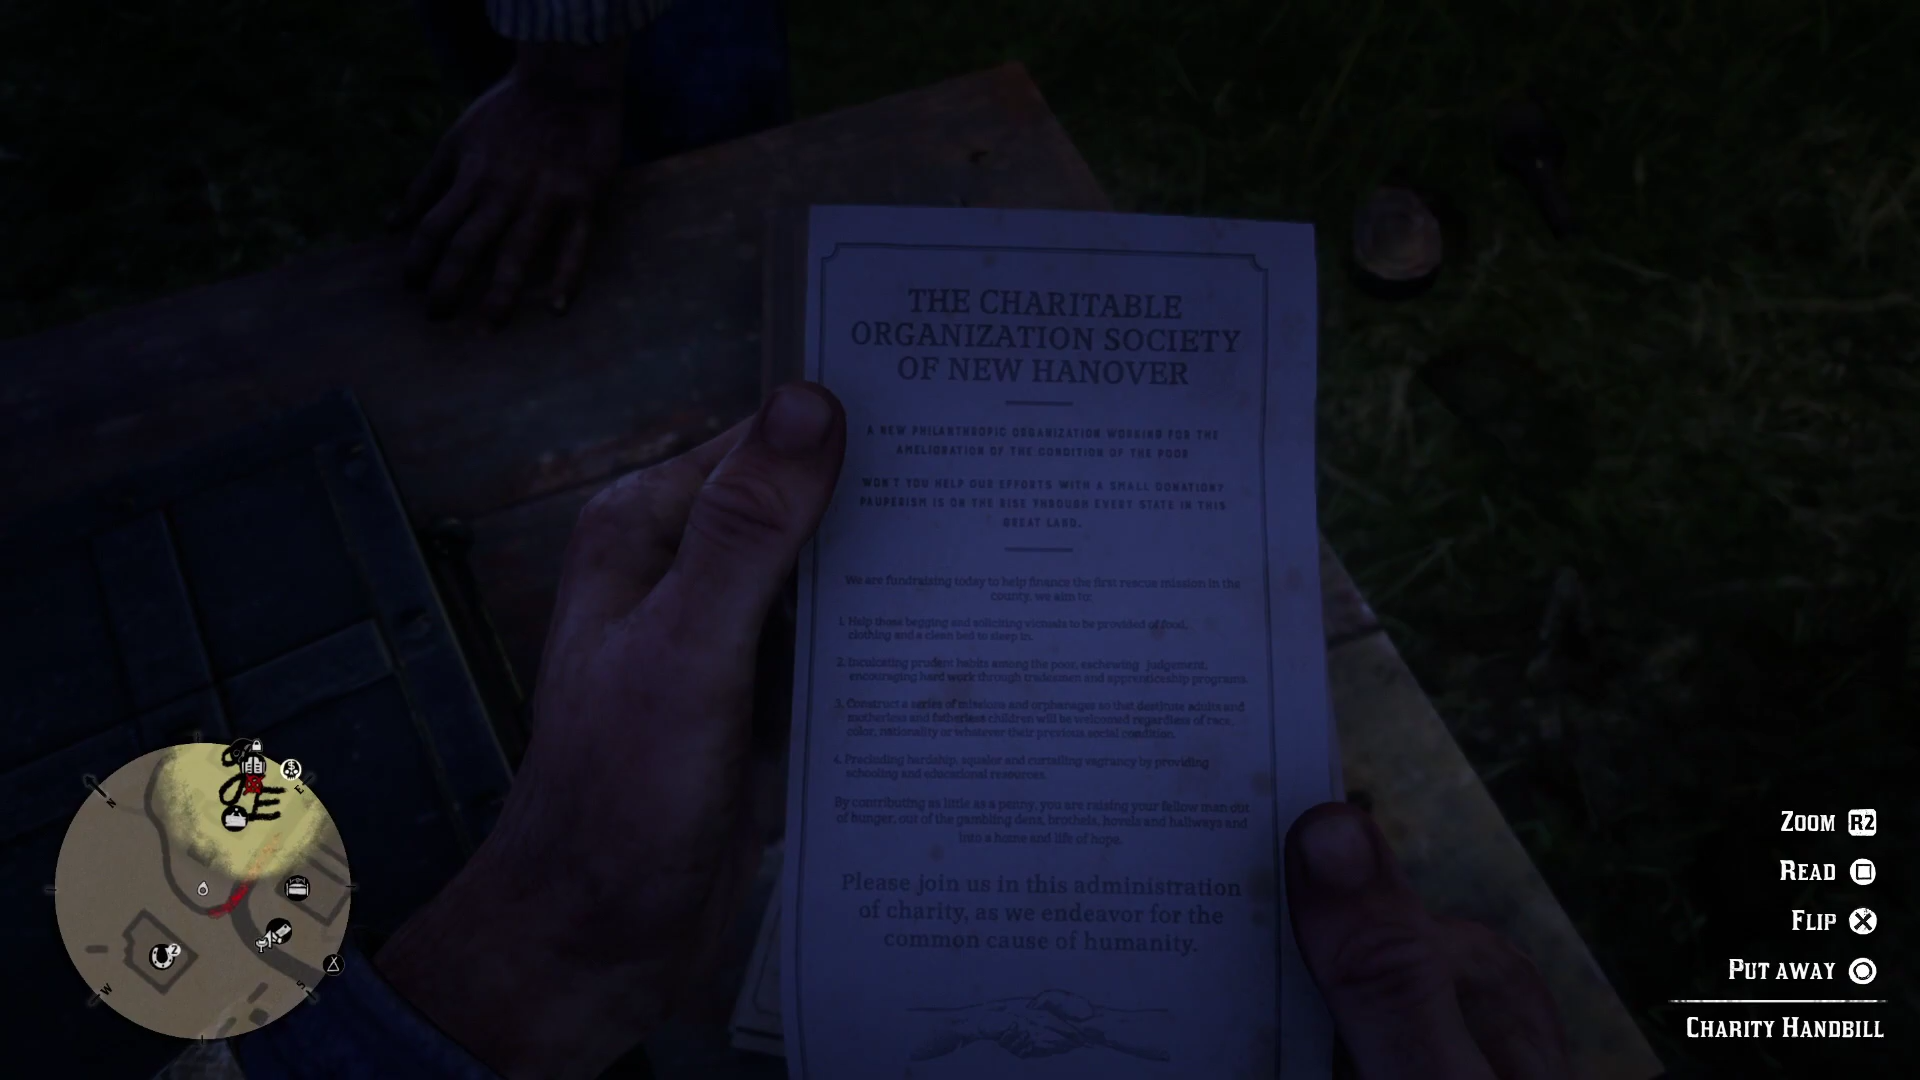 THE CHARITABLE
ORGANIZATION SOCIETY
OF NEW HANOVER
A NEW PHILANTHROPIC ORGANIZATION WORKING FOR THE
AMELIORATION OF THE CONDITION OF THE POOR
WON'T YOU HELP OUR EFFORTS WITH A SMALL DONATION?
PAUPERISM IS ON THE RISE THROUGH EVERY STATE IN THIS
GREAT LAND.
We are fundraising today to help finance the first rescue mission in the
county, we aim to:
1. Help those begging and soliciting victuals to be provided of food,
clothing and a clean bed to sleep in.
2. Inculcating prudent habits among the poor, eschewing judgement,
encouraging hard work through tradesmen and apprenticeship programs.
3. Construct a series of missions and orphanages so that destitute adults and
motherless and fatherless children will be welcomed regardless of race,
color, nationality or whatever their previous social condition.
4. Precluding hardship, squalor and curtailing vagrancy by providing
schooling and educational resources.
By contributing as little as a penny, you are raising your fellow man out
of hunger, out of the gambling dens, brothels, hovels and hallways and
into a home and life of hope.
Please join us in this administration
of charity, as we endeavor for the
common cause of humanity.
N
E
W
S
2
ZOOM R2
READ
FLIP
PUT AWAY
CHARITY HANDBILL